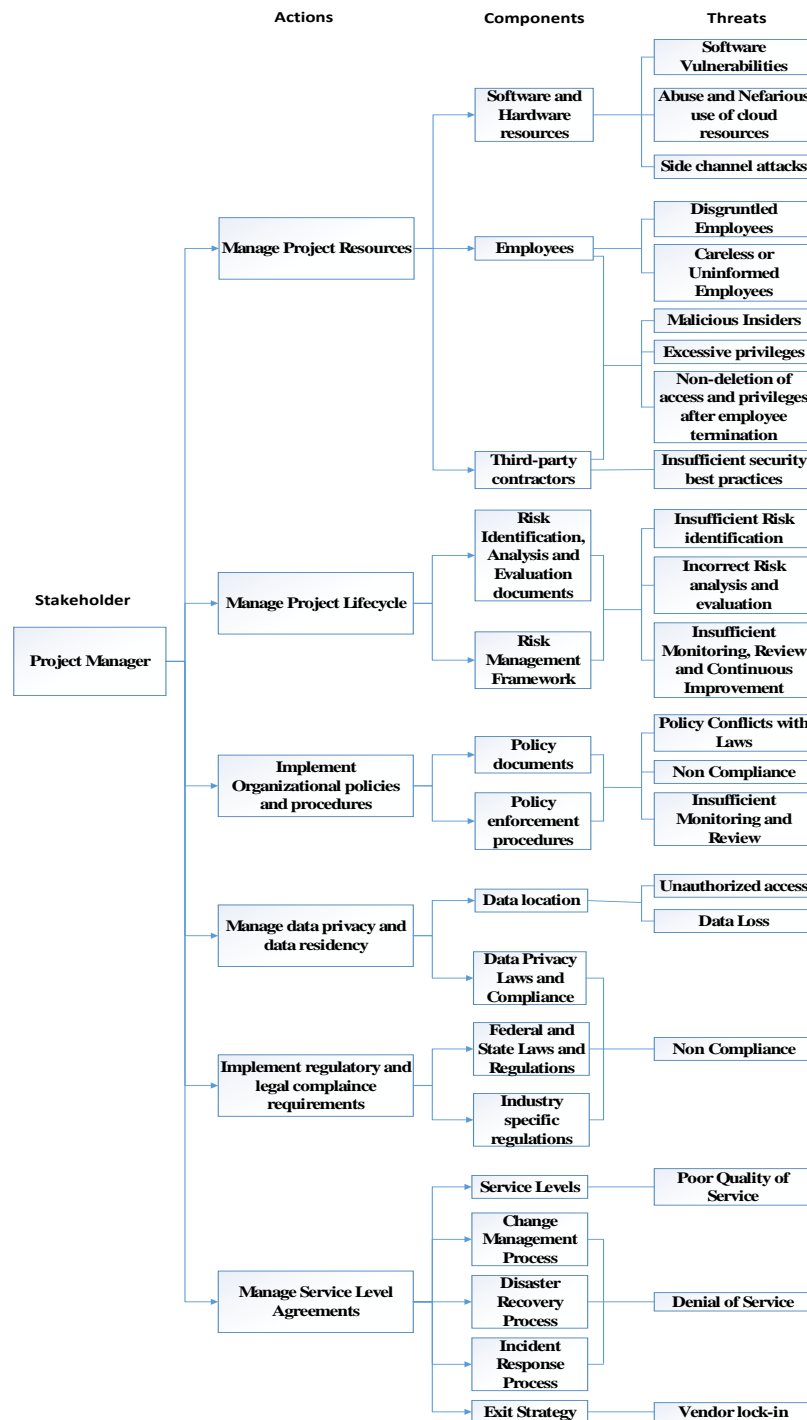 Actions
Components
Threats
Software
Vulnerabilities
Software and
Hardware
resources
Abuse and Nefarious
use of cloud
resources
Side channel attacks
Manage Project Resources
Employees
Disgruntled
Employees
Careless or
Uninformed
Employees
Malicious Insiders
Excessive privileges
Non-deletion of
access and privileges
after employee
termination
Third-party
contractors
Insufficient security
best practices
Stakeholder
Project Manager
Manage Project Lifecycle
Risk
Identification,
Analysis and
Evaluation
documents
Risk
Management
Framework
Insufficient Risk
identification
Incorrect Risk
analysis and
evaluation
Insufficient
Monitoring, Review
and Continuous
Improvement
Implement
Organizational policies
and procedures
Policy
documents
Policy
enforcement
procedures
Policy Conflicts with
Laws
Non Compliance
Insufficient
Monitoring and
Review
Manage data privacy and
data residency
Data location
Unauthorized access
Data Loss
Data Privacy
Laws and
Compliance
Implement regulatory and
legal complaince
requirements
Federal and
State Laws and
Regulations
Industry
specific
regulations
Non Compliance
Manage Service Level
Agreements
Service Levels
Poor Quality of
Service
Change
Management
Process
Disaster
Recovery
Process
Incident
Response
Process
Denial of Service
Exit Strategy
Vendor lock-in